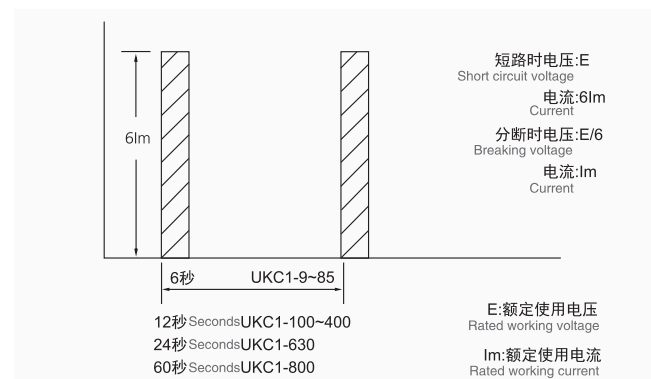 短路时电压:E
Short circuit voltage
电流:6Im
Current
6Im
分断时电压:E/6
Breaking voltage
电流:Im
Current
6秒 UKC1-9~85
12秒SecondsUKC1-100~400
24秒SecondsUKC1-630
60秒SecondsUKC1-800
E:额定使用电压
Rated working voltage
Im:额定使用电流
Rated working current